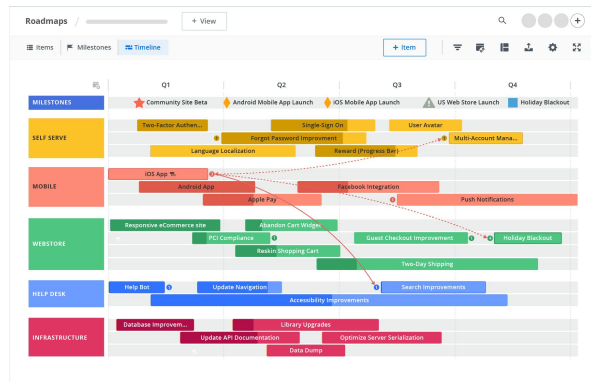 Roadmaps /
+ View
Items
Milestones
Timeline
+ Item
Q1 Q2 Q3 Q4
MILESTONES
Community Site Beta
Android Mobile App Launch
iOS Mobile App Launch
US Web Store Launch
Holiday Blackout
SELF SERVE
Two-Factor Authen...
Single-Sign On
User Avatar
Forgot Password Improvment
Multi-Account Mana...
Language Localization
Reward (Progress Bar)
MOBILE
iOS App
Android App
Facebook Integration
Apple Pay
Push Notifications
WEBSTORE
Responsive eCommerce site
Abandon Cart Widget
PCI Compliance
Guest Checkout Improvement
Holiday Blackout
Reskin Shopping Cart
Two-Day Shipping
HELP DESK
Help Bot
Update Navigation
Search Improvements
Accessibility Improvements
INFRASTRUCTURE
Database Improvem...
Library Upgrades
Update API Documentation
Optimize Server Serialization
Data Dump